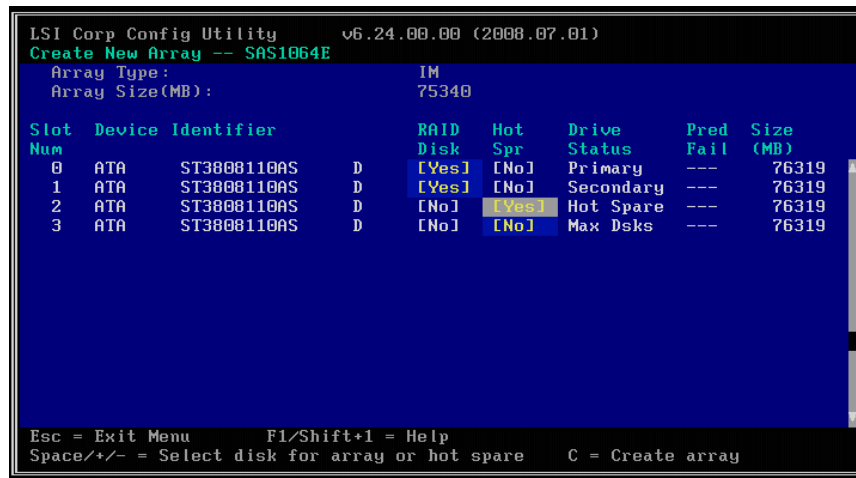 LSI Corp Config Utility v6.24.00.00 (2008.07.01)
Create New Array -- SAS1064E
Array Type: IM
Array Size(MB): 75340
Slot Device Identifier RAID Hot Drive Pred Size
Num Disk Spr Status Fail (MB)
0 ATA ST3808110AS D [Yes] [No] Primary --- 76319
1 ATA ST3808110AS D [Yes] [No] Secondary --- 76319
2 ATA ST3808110AS D [No] [Yes] Hot Spare --- 76319
3 ATA ST3808110AS D [No] [No] Max Dsks --- 76319
Esc = Exit Menu F1/Shift+1 = Help
Space/+/- = Select disk for array or hot spare C = Create array